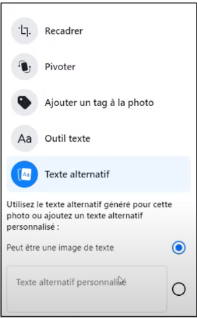 Recadrer
Pivoter
Ajouter un tag à la photo
Aa Outil texte
Texte alternatif
Utilisez le texte alternatif généré pour cette
photo ou ajoutez un texte alternatif
personnalisé :
Peut être une image de texte
Texte alternatif personnalisé